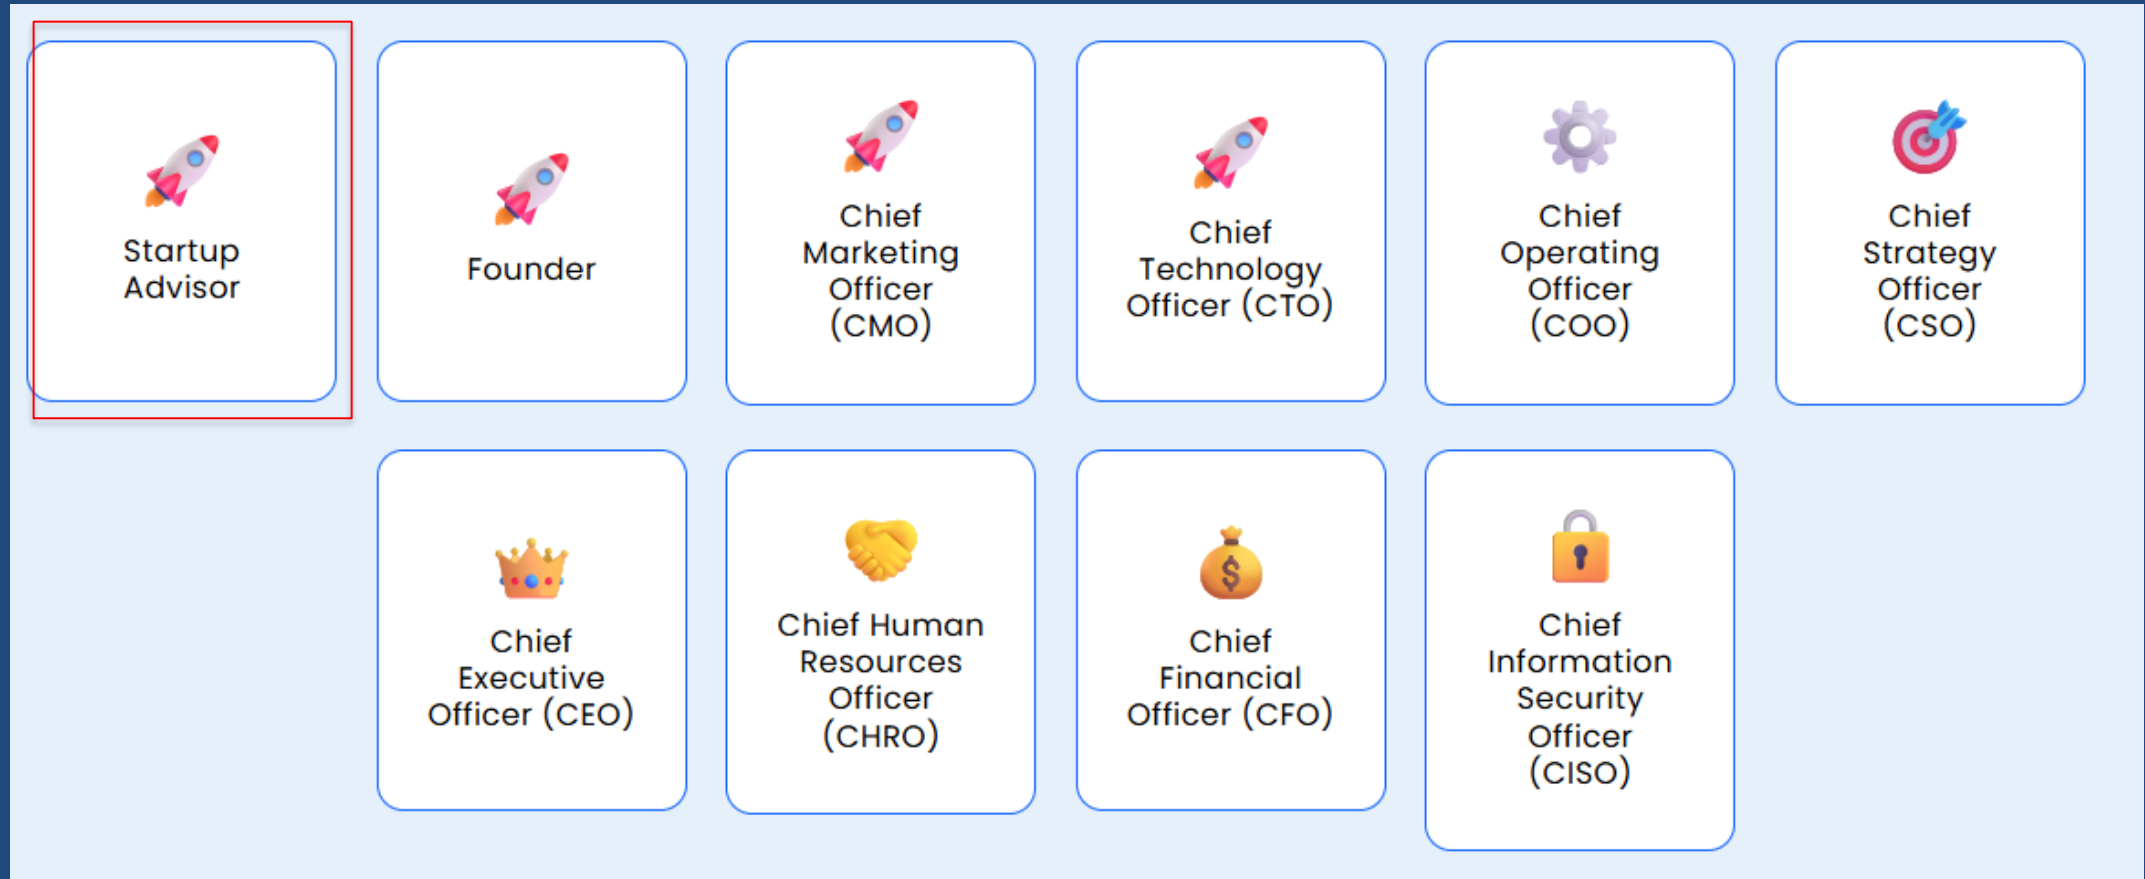 Startup
Advisor
Founder
Chief
Marketing
Officer
(CMO)
Chief
Technology
Officer (CTO)
Chief
Operating
Officer
(COO)
Chief
Strategy
Officer
(CSO)
Chief
Executive
Officer (CEO)
Chief Human
Resources
Officer
(CHRO)
Chief
Financial
Officer (CFO)
Chief
Information
Security
Officer
(CISO)